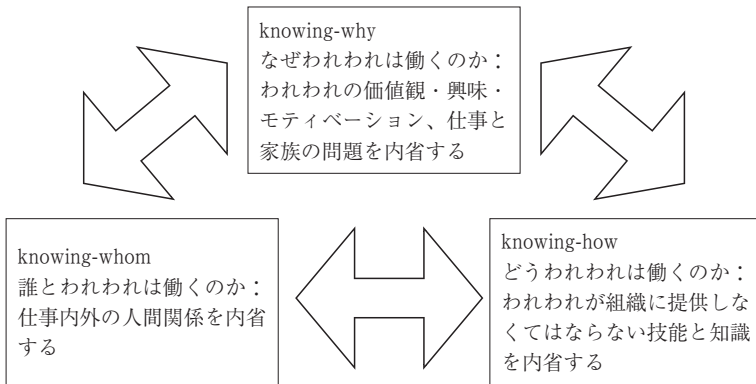 knowing-why
なぜわれわれは働くのか：
われわれの価値観・興味・
モティベーション、仕事と
家族の問題を内省する
knowing-whom
誰とわれわれは働くのか：
仕事内外の人間関係を内省
する
knowing-how
どうわれわれは働くのか：
われわれが組織に提供しな
くてはならない技能と知識
を内省する